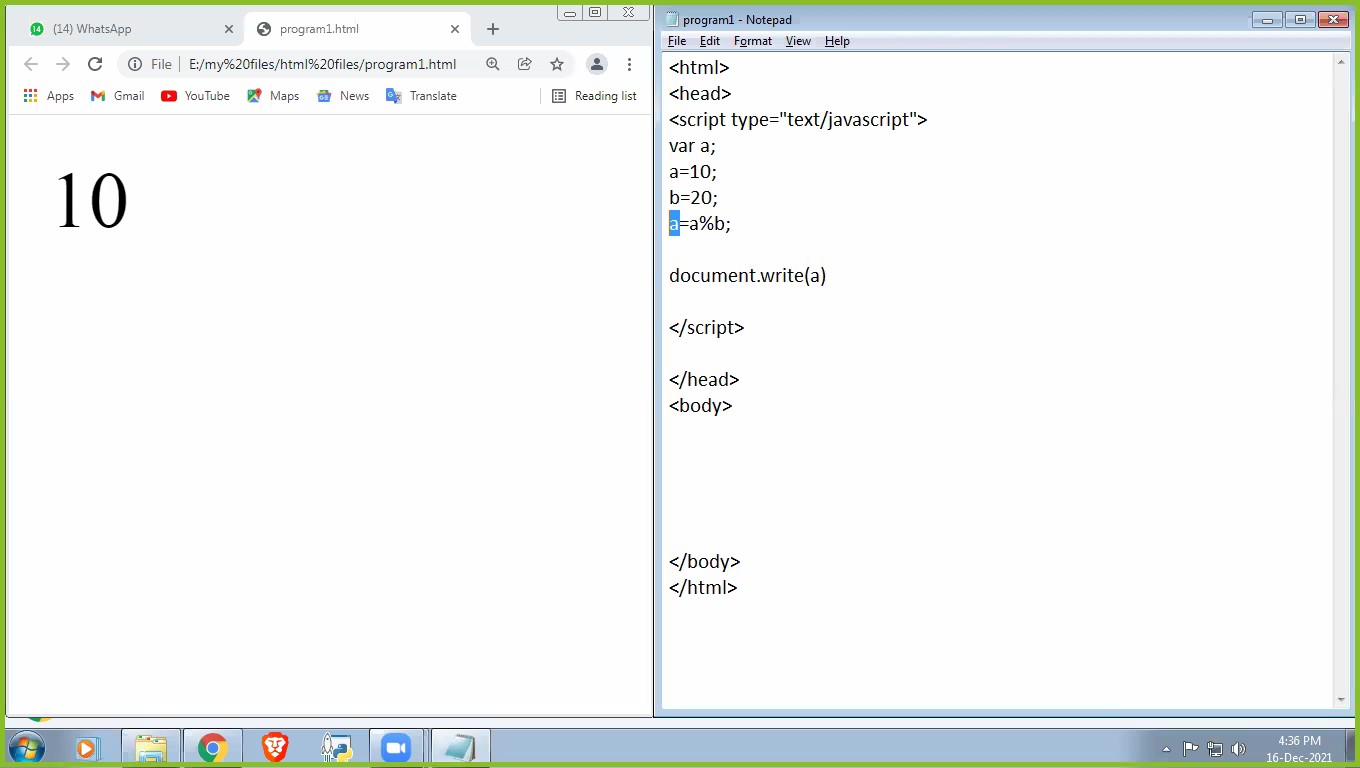 (14) WhatsApp
program1.html
File
E:/my%20files/html%20files/program1.html
Apps
Gmail
YouTube
Maps
News
Translate
Reading list
10
program1 - Notepad
File Edit Format View Help
<html>
<head>
<script type="text/javascript">
var a;
a=10;
b=20;
a=a%b;
document.write(a)
</script>
</head>
<body>
</body>
</html>
4:36 PM
16-Dec-2021